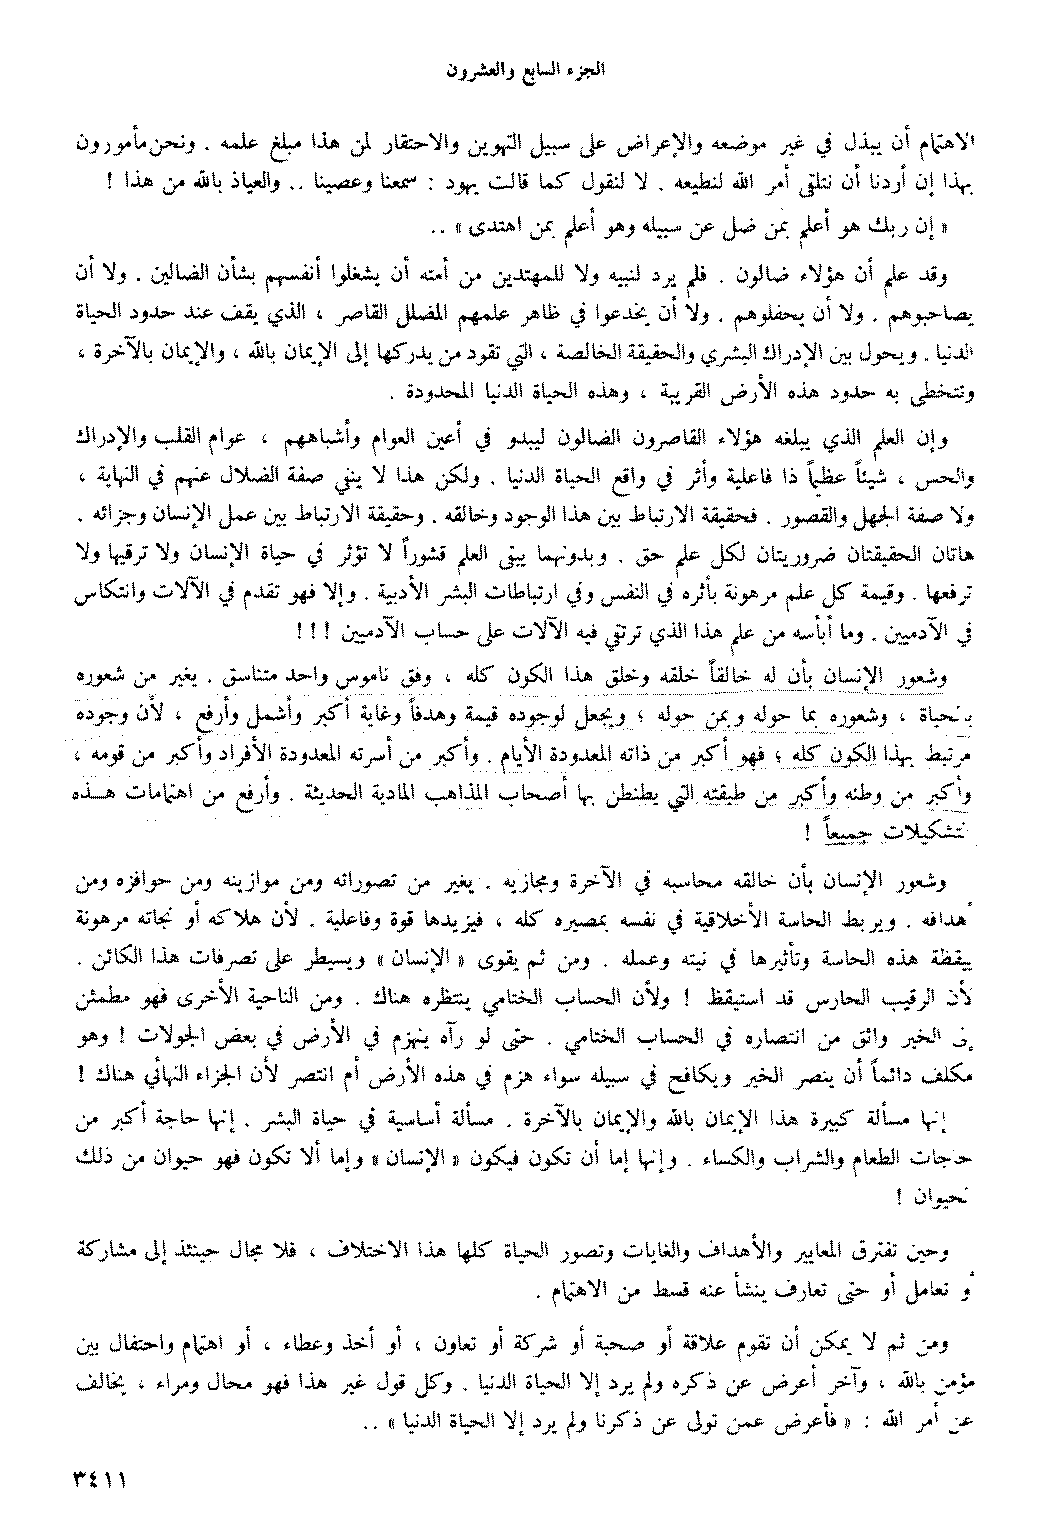 الجزء السابع والعشرون
الاهتمام أن يبذل في غير موضعه والإعراض على سبيل التهوين والاحتقار لمن هذا مبلغ علمه . ونحن مأمورون
بهذا إن أردنا أن نتلقى أمر الله لنطيعه . لا لنقول كما قالت يهود : سمعنا وعصينا .. والعياذ بالله من هذا !
« إن ربك هو أعلم بمن ضل عن سبيله وهو أعلم بمن اهتدى » ..
وقد علم أن هؤلاء ضالون . فلم يرد لنبيه ولا للمهتدين من أمته أن يشغلوا أنفسهم بشأن الضالين . ولا أن
يصاحبوهم . ولا أن يحفلوهم . ولا أن يخدعوا في ظاهر علمهم المضلل القاصر ، الذي يقف عند حدود الحياة
الدنيا . ويحول بين الإدراك البشري والحقيقة الخالصة ، التي تقود من يدركها إلى الإيمان بالله ، والإيمان بالآخرة ،
وتتخطى به حدود هذه الأرض القريبة ، وهذه الحياة الدنيا المحدودة .
وإن العلم الذي يبلغه هؤلاء القاصرون الضالون ليبدو في أعين العوام وأشباههم ، عوام القلب والإدراك
والحس ، شيئاً عظيماً ذا فاعلية وأثر في واقع الحياة الدنيا . ولكن هذا لا ينفي صفة الضلال عنهم في النهاية ،
ولا صفة الجهل والقصور . فحقيقة الارتباط بين هذا الوجود وخالقه . وحقيقة الارتباط بين عمل الإنسان وجزائه .
هاتان الحقيقتان ضروريتان لكل علم حق . وبدونهما يبقى العلم قشوراً لا تؤثر في حياة الإنسان ولا ترقيها ولا
ترفعها . وقيمة كل علم مرهونة بأثره في النفس وفي ارتباطات البشر الأدبية . وإلا فهو تقدم في الآلات وانتكاس
في الآدميين . وما أبأسه من علم هذا الذي ترتقي فيه الآلات على حساب الآدميين ! ! !
وشعور الإنسان بأن له خالقاً خلقه وخلق هذا الكون كله ، وفق ناموس واحد متناسق . يغير من شعوره
بالحياة ، وشعوره بما حوله وبمن حوله ؛ ويجعل لوجوده قيمة وهدفاً وغاية أكبر وأشمل وأرفع ، لأن وجوده
مرتبط بهذا الكون كله ؛ فهو أكبر من ذاته المعدودة الأيام . وأكبر من أسرته المعدودة الأفراد وأكبر من قومه ،
وأكبر من وطنه وأكبر من طبقته التي يطنطن بها أصحاب المذاهب المادية الحديثة . وأرفع من اهتمامات هــذه
التشكيلات جميعاً !
وشعور الإنسان بأن خالقه محاسبه في الآخرة ومجازيه . يغير من تصوراته ومن موازينه ومن حوافزه ومن
أهدافه . ويربط الحاسة الأخلاقية في نفسه بمصيره كله ، فيزيدها قوة وفاعلية . لأن هلاكه أو نجاته مرهونة
بيقظة هذه الحاسة وتأثيرها في نيته وعمله . ومن ثم يقوى « الإنسان » ويسيطر على تصرفات هذا الكائن .
لأن الرقيب الحارس قد استيقظ ! ولأن الحساب الختامي ينتظره هناك . ومن الناحية الأخرى فهو مطمئن
إلى الخير واثق من انتصاره في الحساب الختامي . حتى لو رآه ينهزم في الأرض في بعض الجولات ! وهو
مكلف دائماً أن ينصر الخير ويكافح في سبيله سواء هزم في هذه الأرض أم انتصر لأن الجزاء النهائي هناك !
إنها مسألة كبيرة هذا الإيمان بالله والإيمان بالآخرة . مسألة أساسية في حياة البشر . إنها حاجة أكبر من
حاجات الطعام والشراب والكساء . وإنها إما أن تكون فيكون « الإنسان » وإما ألا تكون فهو حيوان من ذلك
الحيوان !
وحين تفترق المعايير والأهداف والغايات وتصور الحياة كلها هذا الاختلاف ، فلا مجال حينئذ إلى مشاركة
أو تعامل أو حتى تعارف ينشأ عنه قسط من الاهتمام .
ومن ثم لا يمكن أن تقوم علاقة أو صحبة أو شركة أو تعاون ، أو أخذ وعطاء ، أو اهتمام واحتفال بين
مؤمن بالله ، وآخر أعرض عن ذكره ولم يرد إلا الحياة الدنيا . وكل قول غير هذا فهو محال ومراء ، يخالف
عن أمر الله : « فأعرض عمن تولى عن ذكرنا ولم يرد إلا الحياة الدنيا » ..
٣٤١١